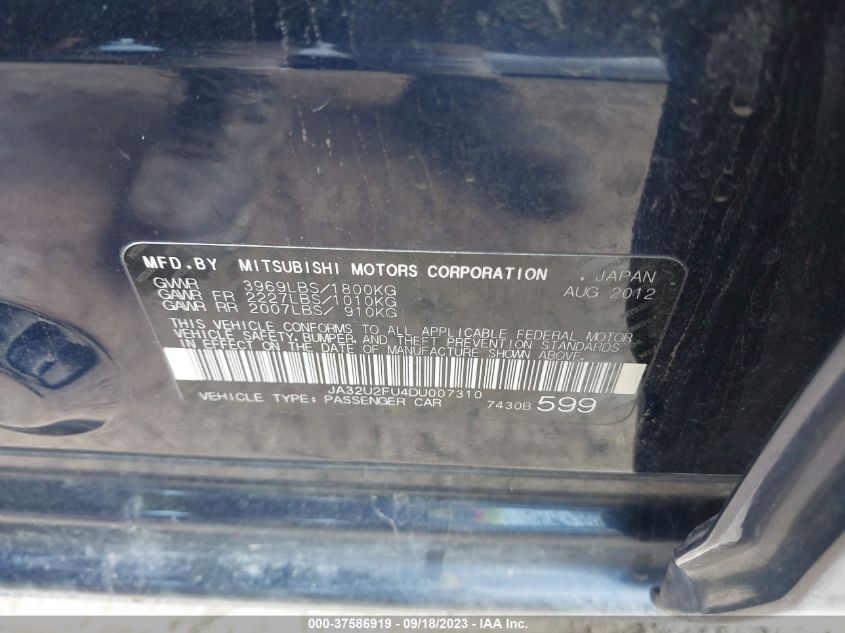 MFD.BY MITSUBISHI MOTORS CORPORATION . JAPAN
GWWR 3969LBS/1800KG AUG 2012
GAWR FR 2227LBS/1010KG
GAWR RR 2007LBS/ 910KG
THIS VEHICLE CONFORMS TO ALL APPLICABLE FEDERAL MOTOR
VEHICLE SAFETY, BUMPER, AND THEFT PREVENTION STANDARDS
IN EFFECT ON THE DATE OF MANUFACTURE SHOWN ABOVE.
JA32U2FU4DU007310
VEHICLE TYPE: PASSENGER CAR 7430B 599
000-37586919 / 09/18/2023 - IAA Inc.